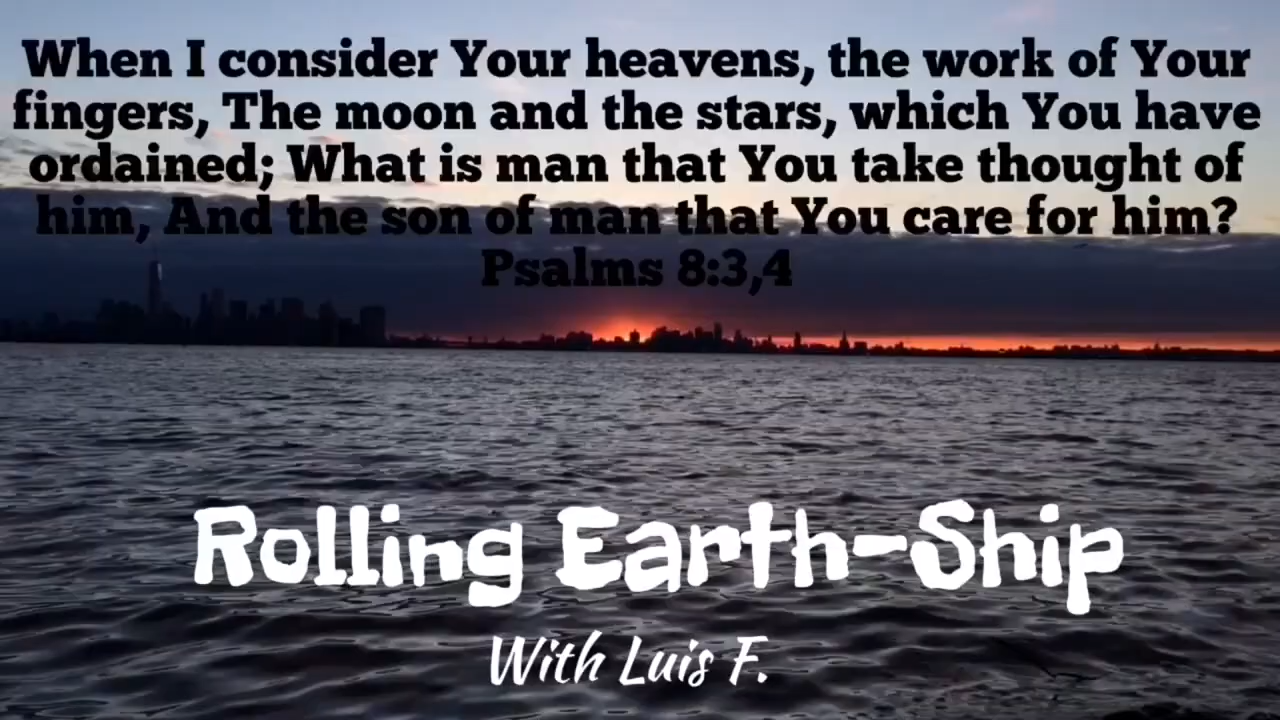 When I consider Your heavens, the work of Your
fingers, The moon and the stars, which You have
ordained; What is man that You take thought of
him, And the son of man that You care for him?
Psalms 8:3,4
Rolling Earth-Ship
With Luis F.